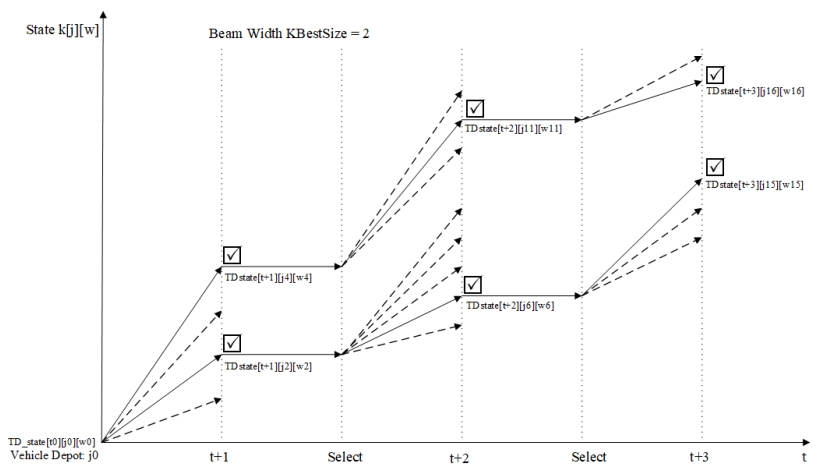 State k[j][w]
Beam Width KBestSize = 2
TDstate[t+3][j16][w16]
TDstate[t+2][j11][w11]
TDstate[t+3][j15][w15]
TDstate[t+1][j4][w4]
TDstate[t+2][j6][w6]
TDstate[t+1][j2][w2]
TD_state[t0][j0][w0]
Vehicle Depot: j0
t+1
Select
t+2
Select
t+3
t